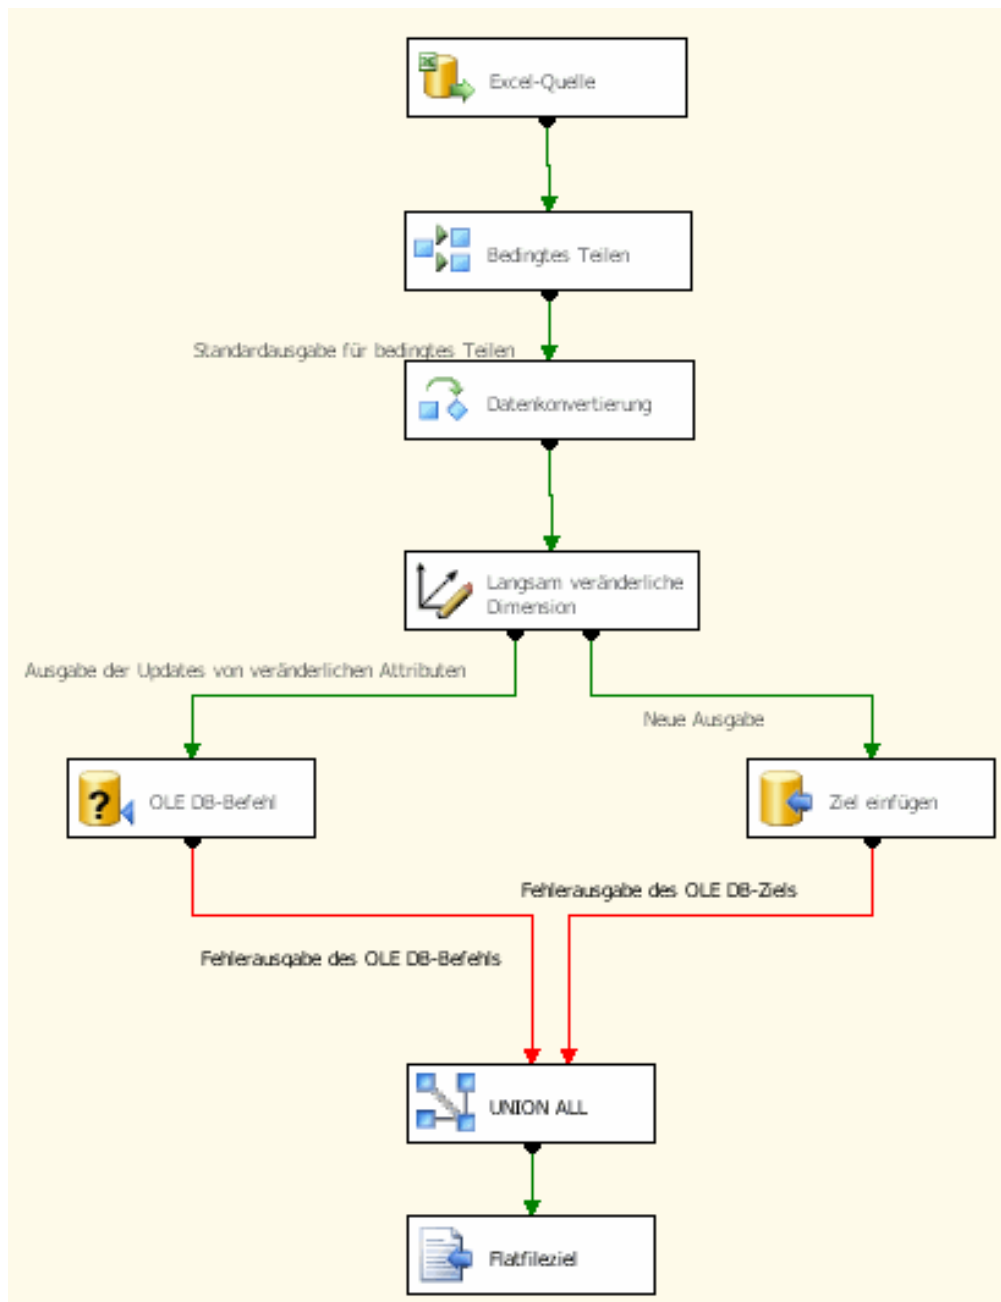 Excel-Quelle
Bedingtes Teilen
Standardausgabe für bedingtes Teilen
Datenkonvertierung
Langsam veränderliche
Dimension
Ausgabe der Updates von veränderlichen Attributen
Neue Ausgabe
OLE DB-Befehl
Ziel einfügen
Fehlerausgabe des OLE DB-Ziels
Fehlerausgabe des OLE DB-Befehls
UNION ALL
Flatfileziel